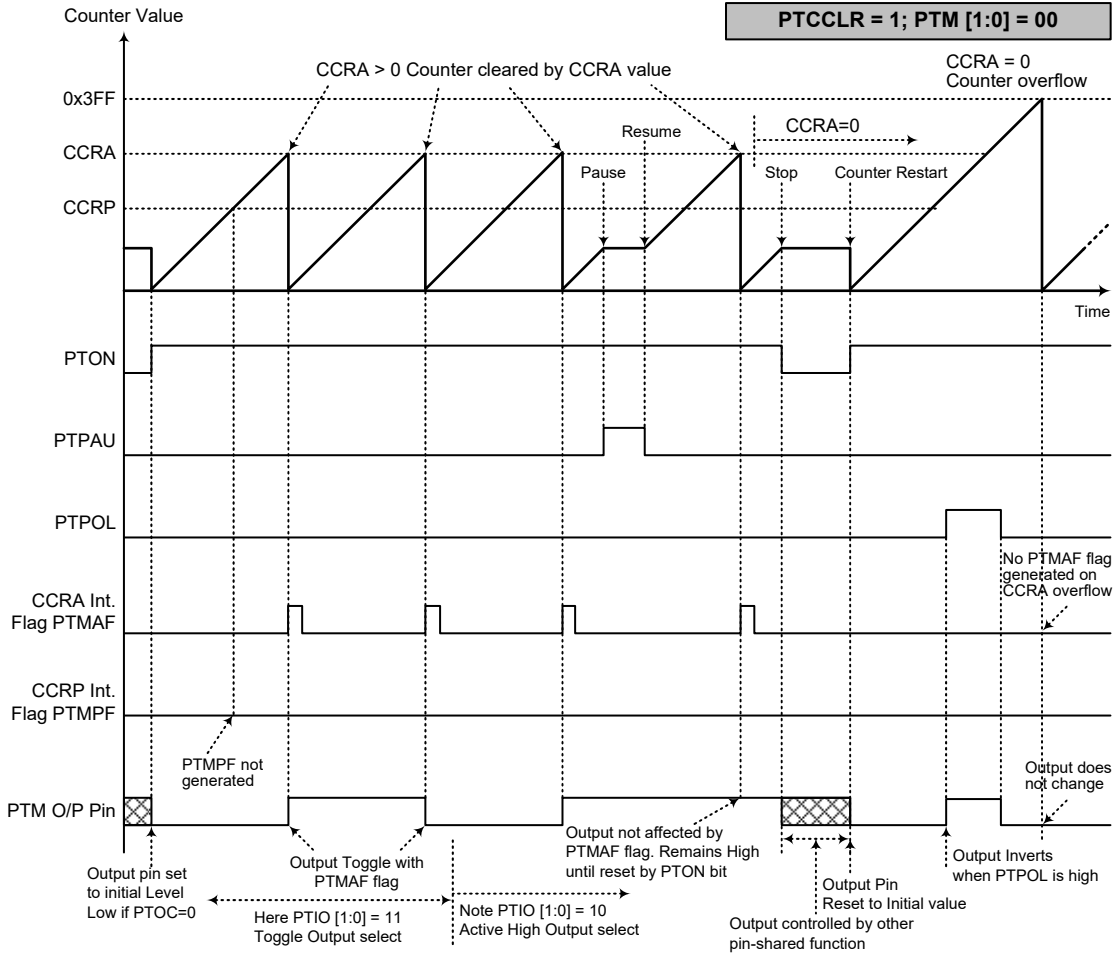 Counter Value
PTCCLR = 1; PTM [1:0] = 00
CCRA > 0 Counter cleared by CCRA value
CCRA = 0
Counter overflow
0x3FF
CCRA
CCRP
Resume
CCRA=0
Pause
Stop
Counter Restart
Time
PTON
PTPAU
PTPOL
No PTMAF flag
generated on
CCRA overflow
CCRA Int.
Flag PTMAF
CCRP Int.
Flag PTMPF
PTMPF not
generated
Output does
not change
PTM O/P Pin
Output pin set
to initial Level
Low if PTOC=0
Output Toggle with
PTMAF flag
Here PTIO [1:0] = 11
Toggle Output select
Note PTIO [1:0] = 10
Active High Output select
Output not affected by
PTMAF flag. Remains High
until reset by PTON bit
Output Pin
Reset to Initial value
Output controlled by other
pin-shared function
Output Inverts
when PTPOL is high